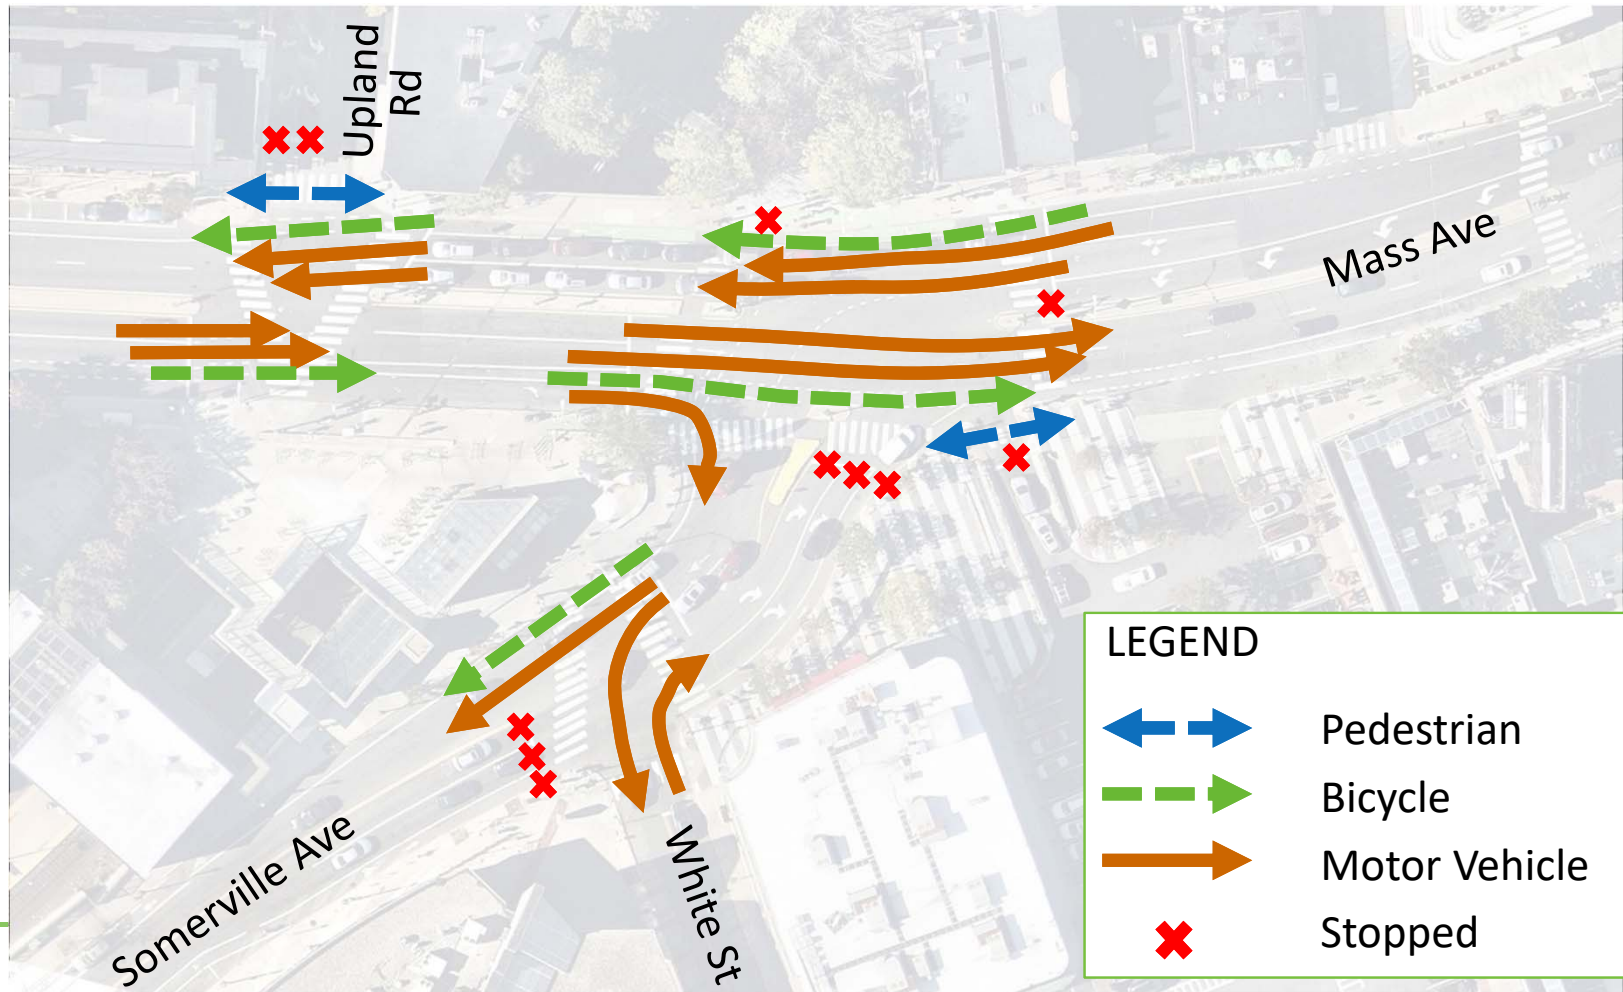 Upland
Rd
Mass Ave
Somerville Ave
White St
LEGEND
Pedestrian
Bicycle
Motor Vehicle
Stopped